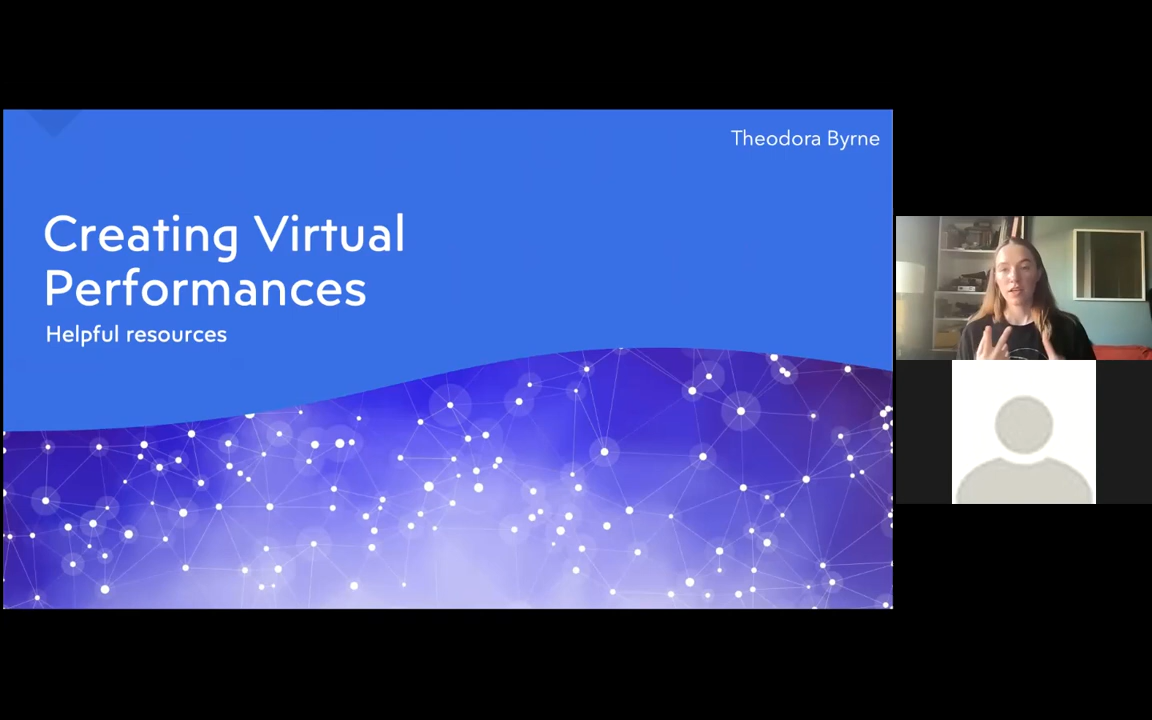 Theodora Byrne
Creating Virtual
Performances
Helpful resources